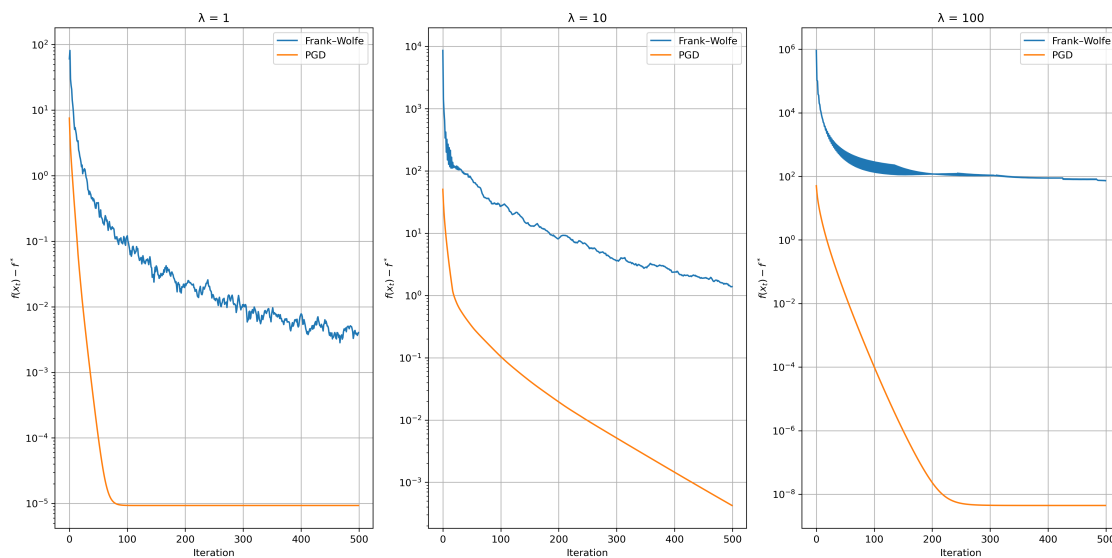 λ = 1
10²
10¹
10⁰
10⁻¹
10⁻²
10⁻³
10⁻⁴
10⁻⁵
f(xₜ) − f*
0 100 200 300 400 500
Iteration
Frank–Wolfe
PGD
λ = 10
10⁴
10³
10²
10¹
10⁰
10⁻¹
10⁻²
10⁻³
f(xₜ) − f*
0 100 200 300 400 500
Iteration
Frank–Wolfe
PGD
λ = 100
10⁶
10⁴
10²
10⁰
10⁻²
10⁻⁴
10⁻⁶
10⁻⁸
f(xₜ) − f*
0 100 200 300 400 500
Iteration
Frank–Wolfe
PGD